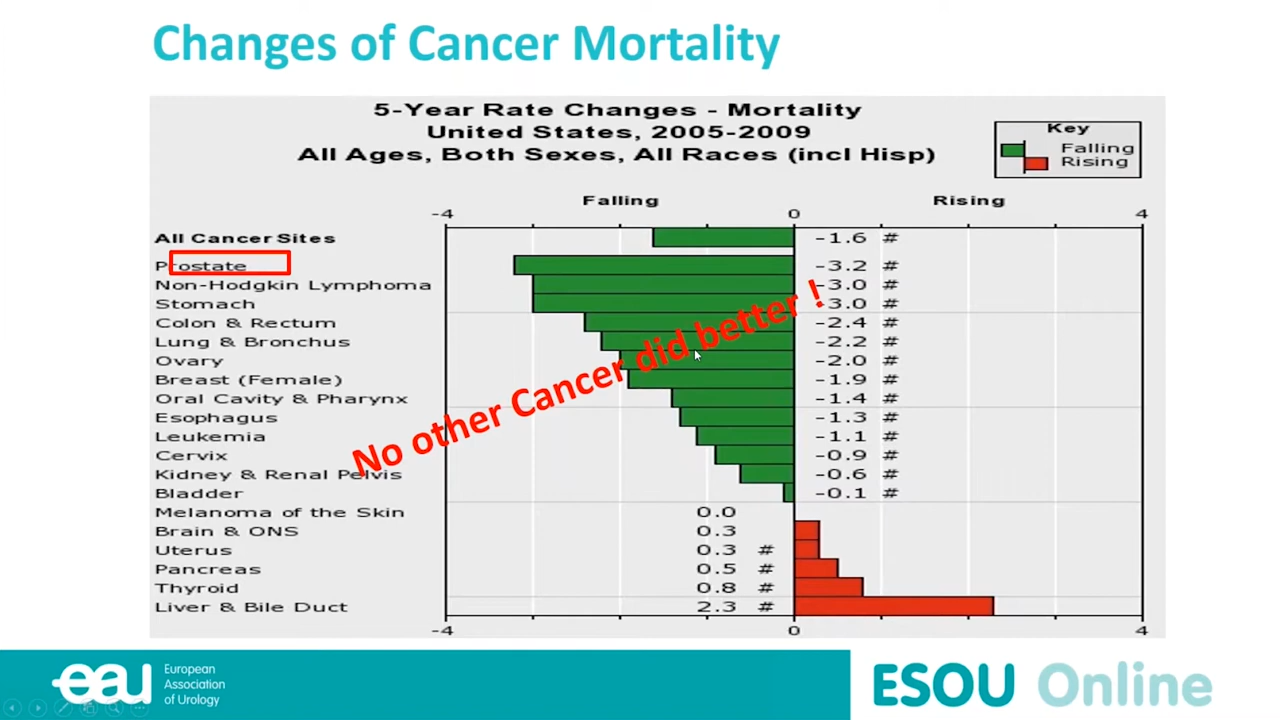 Changes of Cancer Mortality
5-Year Rate Changes - Mortality
United States, 2005-2009
All Ages, Both Sexes, All Races (incl Hisp)
Key
Falling
Rising
Falling Rising
-4 0 4
All Cancer Sites -1.6 #
Prostate -3.2 #
Non-Hodgkin Lymphoma -3.0 #
Stomach -3.0 #
Colon & Rectum -2.4 #
Lung & Bronchus -2.2 #
Ovary -2.0 #
Breast (Female) -1.9 #
Oral Cavity & Pharynx -1.4 #
Esophagus -1.3 #
Leukemia -1.1 #
Cervix -0.9 #
Kidney & Renal Pelvis -0.6 #
Bladder -0.1 #
Melanoma of the Skin 0.0
Brain & ONS 0.3
Uterus 0.3 #
Pancreas 0.5 #
Thyroid 0.8 #
Liver & Bile Duct 2.3 #
-4 0 4
No other Cancer did better !
eau
European
Association
of Urology
ESOU Online